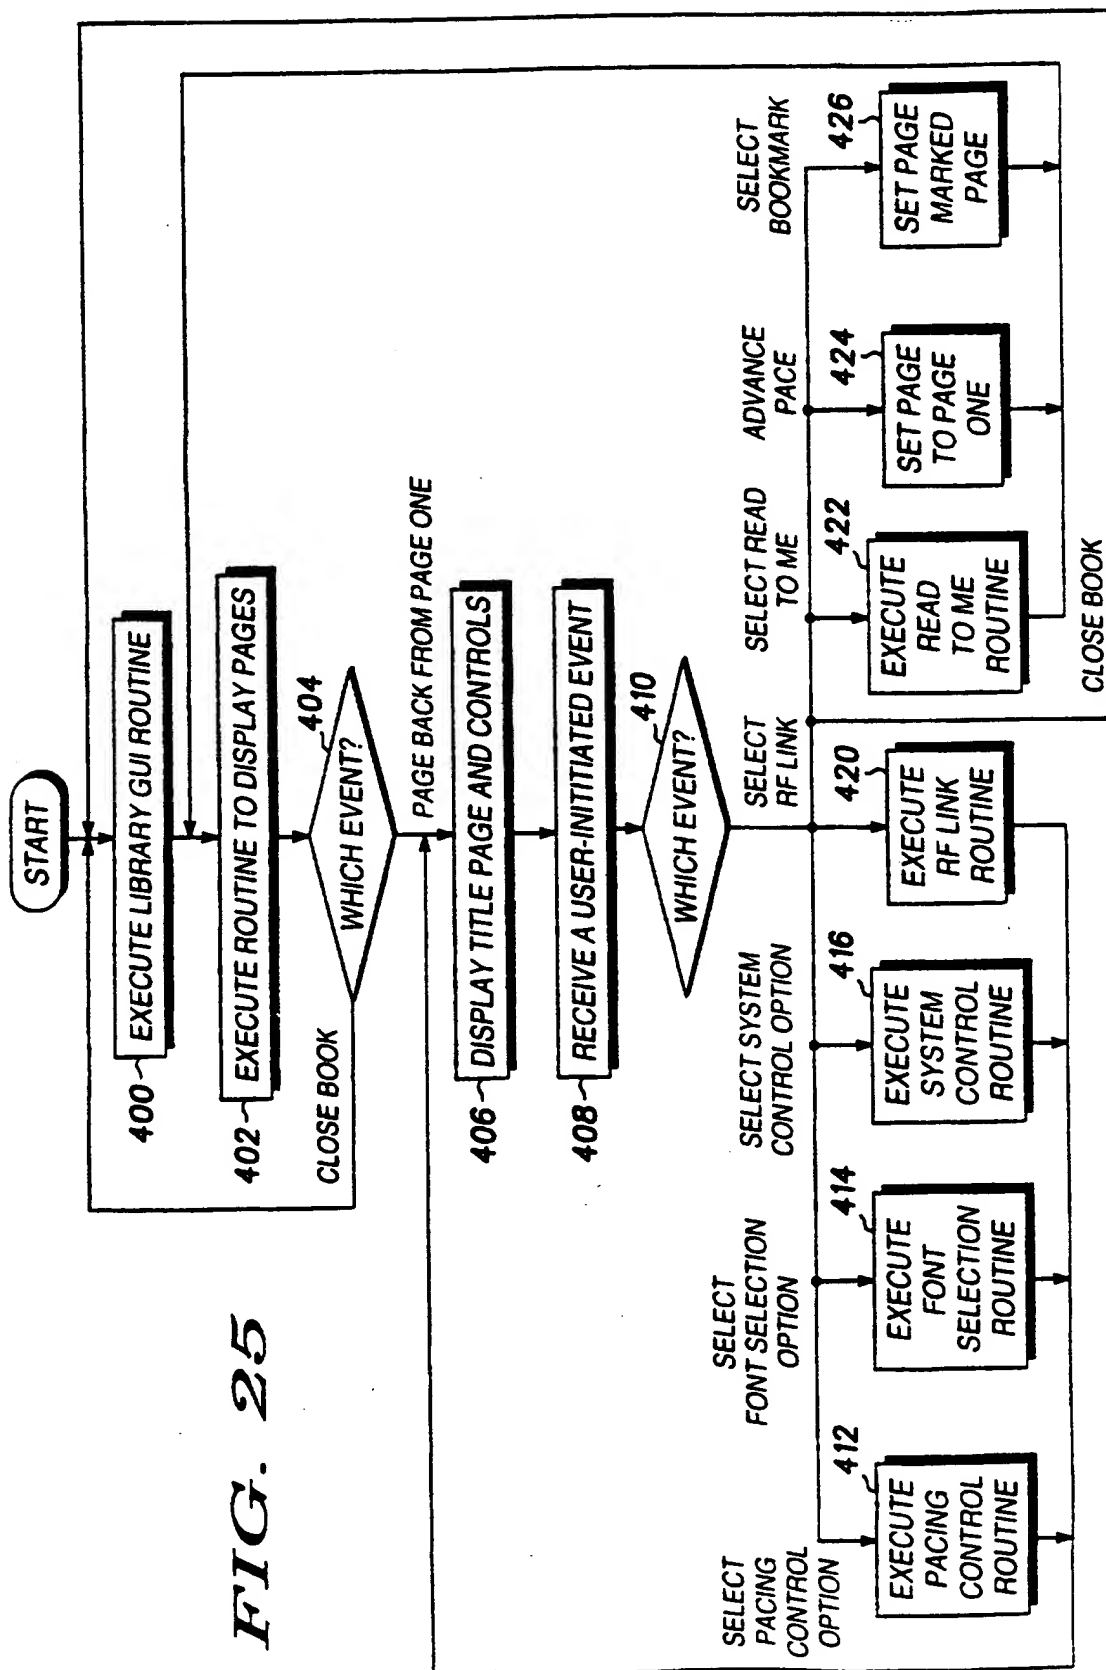 FIG. 25
START
400
EXECUTE LIBRARY GUI ROUTINE
402
EXECUTE ROUTINE TO DISPLAY PAGES
404
WHICH EVENT?
CLOSE BOOK
PAGE BACK FROM PAGE ONE
406
DISPLAY TITLE PAGE AND CONTROLS
408
RECEIVE A USER-INITIATED EVENT
410
WHICH EVENT?
SELECT
PACING
CONTROL
OPTION
412
EXECUTE
PACING
CONTROL
ROUTINE
SELECT
FONT SELECTION
OPTION
414
EXECUTE
FONT
SELECTION
ROUTINE
SELECT SYSTEM
CONTROL OPTION
416
EXECUTE
SYSTEM
CONTROL
ROUTINE
SELECT
RF LINK
420
EXECUTE
RF LINK
ROUTINE
SELECT READ
TO ME
422
EXECUTE
READ
TO ME
ROUTINE
ADVANCE
PACE
424
SET PAGE
TO PAGE
ONE
SELECT
BOOKMARK
426
SET PAGE
MARKED
PAGE
CLOSE BOOK